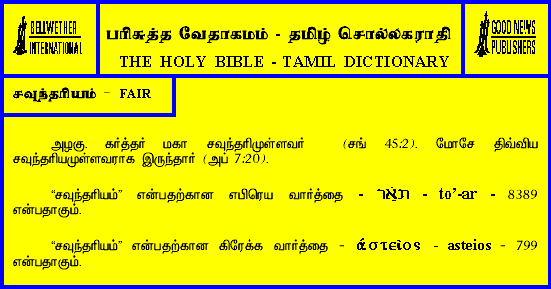 BELLWETHER
INTERNATIONAL
பரிசுத்த வேதாகமம் - தமிழ் சொல்லகராதி
THE HOLY BIBLE - TAMIL DICTIONARY
GOOD NEWS
PUBLISHERS
சவுந்தரியம் - FAIR
அழகு. கர்த்தர் மகா சவுந்தரிமுள்ளவர் (சங் 45:2). மோசே திவ்விய
சவுந்தரியமுள்ளவராக இருந்தார் (அப் 7:20).
“சவுந்தரியம்” என்பதற்கான எபிரெய வார்த்தை - תֹּאַר - to’-ar - 8389
என்பதாகும்.
“சவுந்தரியம்” என்பதற்கான கிரேக்க வார்த்தை - ἀστεῖος - asteios - 799
என்பதாகும்.